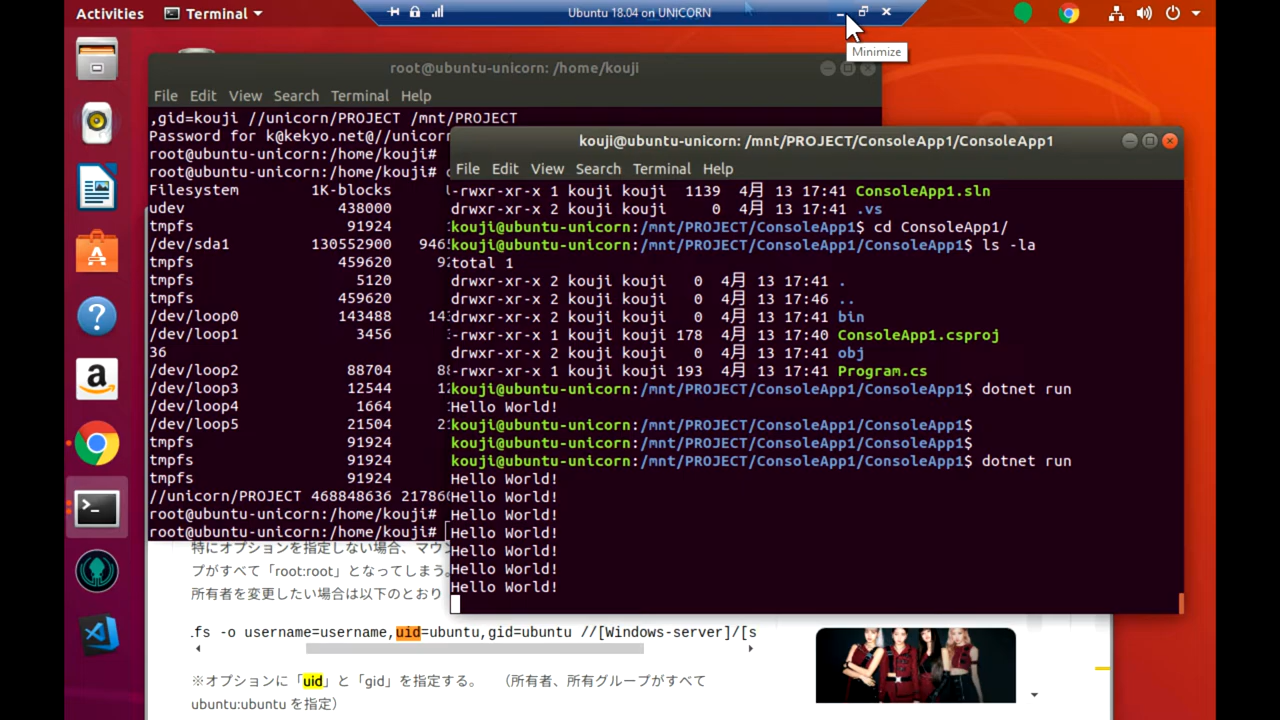 Activities Terminal
Ubuntu 18.04 on UNICORN
Minimize
root@ubuntu-unicorn: /home/kouji
File Edit View Search Terminal Help
,gid=kouji //unicorn/PROJECT /mnt/PROJECT
Password for k@kekyo.net@//unicorn
root@ubuntu-unicorn:/home/kouji#
root@ubuntu-unicorn:/home/kouji#
Filesystem 1K-blocks
udev 438000
tmpfs 91924
/dev/sda1 130552900
tmpfs 459620
tmpfs 5120
tmpfs 459620
/dev/loop0 143488
/dev/loop1 3456
36
/dev/loop2 88704
/dev/loop3 12544
/dev/loop4 1664
/dev/loop5 21504
tmpfs 91924
tmpfs 91924
tmpfs 91924
//unicorn/PROJECT 468848636
root@ubuntu-unicorn:/home/kouji#
root@ubuntu-unicorn:/home/kouji#
kouji@ubuntu-unicorn: /mnt/PROJECT/ConsoleApp1/ConsoleApp1
File Edit View Search Terminal Help
-rwxr-xr-x 1 kouji kouji 1139 4月 13 17:41 ConsoleApp1.sln
drwxr-xr-x 2 kouji kouji 0 4月 13 17:41 .vs
kouji@ubuntu-unicorn:/mnt/PROJECT/ConsoleApp1$ cd ConsoleApp1/
kouji@ubuntu-unicorn:/mnt/PROJECT/ConsoleApp1/ConsoleApp1$ ls -la
total 1
drwxr-xr-x 2 kouji kouji 0 4月 13 17:41 .
drwxr-xr-x 2 kouji kouji 0 4月 13 17:46 ..
drwxr-xr-x 2 kouji kouji 0 4月 13 17:41 bin
-rwxr-xr-x 1 kouji kouji 178 4月 13 17:40 ConsoleApp1.csproj
drwxr-xr-x 2 kouji kouji 0 4月 13 17:41 obj
-rwxr-xr-x 1 kouji kouji 193 4月 13 17:41 Program.cs
kouji@ubuntu-unicorn:/mnt/PROJECT/ConsoleApp1/ConsoleApp1$ dotnet run
Hello World!
kouji@ubuntu-unicorn:/mnt/PROJECT/ConsoleApp1/ConsoleApp1$
kouji@ubuntu-unicorn:/mnt/PROJECT/ConsoleApp1/ConsoleApp1$
kouji@ubuntu-unicorn:/mnt/PROJECT/ConsoleApp1/ConsoleApp1$ dotnet run
Hello World!
Hello World!
Hello World!
Hello World!
Hello World!
Hello World!
Hello World!
特にオプションを指定しない場合、マウン
プがすべて「root:root」となってしまう。
所有者を変更したい場合は以下のとおり
.fs -o username=username,uid=ubuntu,gid=ubuntu //[Windows-server]/[s
※オプションに「uid」と「gid」を指定する。 （所有者、所有グループがすべて
ubuntu:ubuntu を指定）